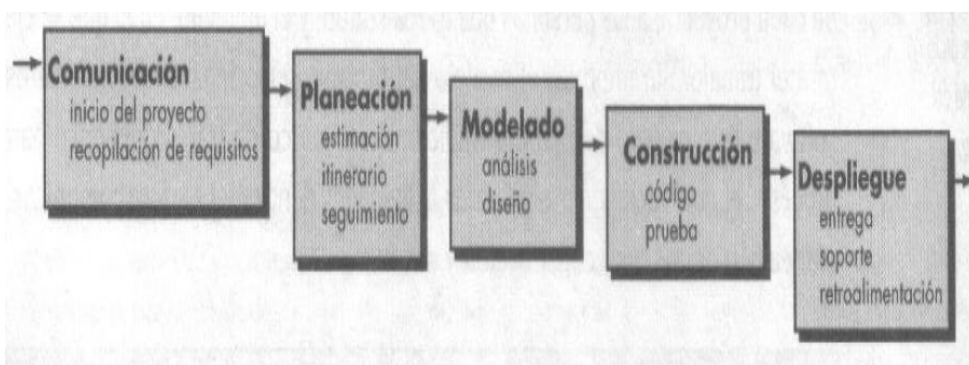 Comunicación
inicio del proyecto
recopilación de requisitos
Planeación
estimación
itinerario
seguimiento
Modelado
análisis
diseño
Construcción
código
prueba
Despliegue
entrega
soporte
retroalimentación